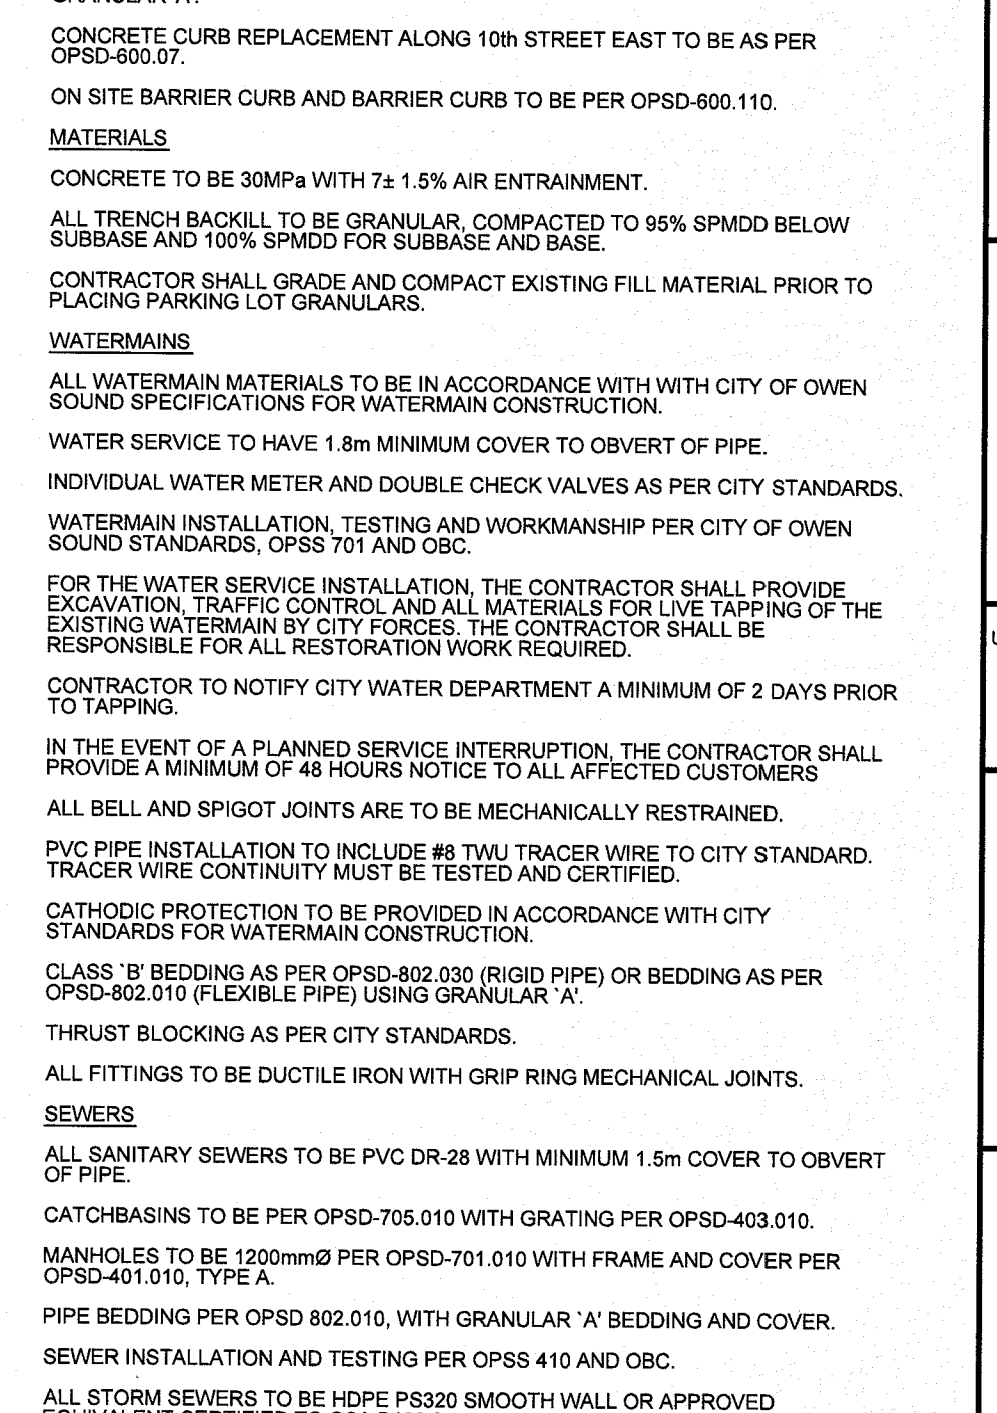 GRANULAR 'A'.
CONCRETE CURB REPLACEMENT ALONG 10th STREET EAST TO BE AS PER
OPSD-600.07.
ON SITE BARRIER CURB AND BARRIER CURB TO BE PER OPSD-600.110.
MATERIALS
CONCRETE TO BE 30MPa WITH 7± 1.5% AIR ENTRAINMENT.
ALL TRENCH BACKILL TO BE GRANULAR, COMPACTED TO 95% SPMDD BELOW
SUBBASE AND 100% SPMDD FOR SUBBASE AND BASE.
CONTRACTOR SHALL GRADE AND COMPACT EXISTING FILL MATERIAL PRIOR TO
PLACING PARKING LOT GRANULARS.
WATERMAINS
ALL WATERMAIN MATERIALS TO BE IN ACCORDANCE WITH WITH CITY OF OWEN
SOUND SPECIFICATIONS FOR WATERMAIN CONSTRUCTION.
WATER SERVICE TO HAVE 1.8m MINIMUM COVER TO OBVERT OF PIPE.
INDIVIDUAL WATER METER AND DOUBLE CHECK VALVES AS PER CITY STANDARDS.
WATERMAIN INSTALLATION, TESTING AND WORKMANSHIP PER CITY OF OWEN
SOUND STANDARDS, OPSS 701 AND OBC.
FOR THE WATER SERVICE INSTALLATION, THE CONTRACTOR SHALL PROVIDE
EXCAVATION, TRAFFIC CONTROL AND ALL MATERIALS FOR LIVE TAPPING OF THE
EXISTING WATERMAIN BY CITY FORCES. THE CONTRACTOR SHALL BE
RESPONSIBLE FOR ALL RESTORATION WORK REQUIRED.
CONTRACTOR TO NOTIFY CITY WATER DEPARTMENT A MINIMUM OF 2 DAYS PRIOR
TO TAPPING.
IN THE EVENT OF A PLANNED SERVICE INTERRUPTION, THE CONTRACTOR SHALL
PROVIDE A MINIMUM OF 48 HOURS NOTICE TO ALL AFFECTED CUSTOMERS
ALL BELL AND SPIGOT JOINTS ARE TO BE MECHANICALLY RESTRAINED.
PVC PIPE INSTALLATION TO INCLUDE #8 TWU TRACER WIRE TO CITY STANDARD.
TRACER WIRE CONTINUITY MUST BE TESTED AND CERTIFIED.
CATHODIC PROTECTION TO BE PROVIDED IN ACCORDANCE WITH CITY
STANDARDS FOR WATERMAIN CONSTRUCTION.
CLASS `B' BEDDING AS PER OPSD-802.030 (RIGID PIPE) OR BEDDING AS PER
OPSD-802.010 (FLEXIBLE PIPE) USING GRANULAR `A'.
THRUST BLOCKING AS PER CITY STANDARDS.
ALL FITTINGS TO BE DUCTILE IRON WITH GRIP RING MECHANICAL JOINTS.
SEWERS
ALL SANITARY SEWERS TO BE PVC DR-28 WITH MINIMUM 1.5m COVER TO OBVERT
OF PIPE.
CATCHBASINS TO BE PER OPSD-705.010 WITH GRATING PER OPSD-403.010.
MANHOLES TO BE 1200mmØ PER OPSD-701.010 WITH FRAME AND COVER PER
OPSD-401.010, TYPE A.
PIPE BEDDING PER OPSD 802.010, WITH GRANULAR `A' BEDDING AND COVER.
SEWER INSTALLATION AND TESTING PER OPSS 410 AND OBC.
ALL STORM SEWERS TO BE HDPE PS320 SMOOTH WALL OR APPROVED